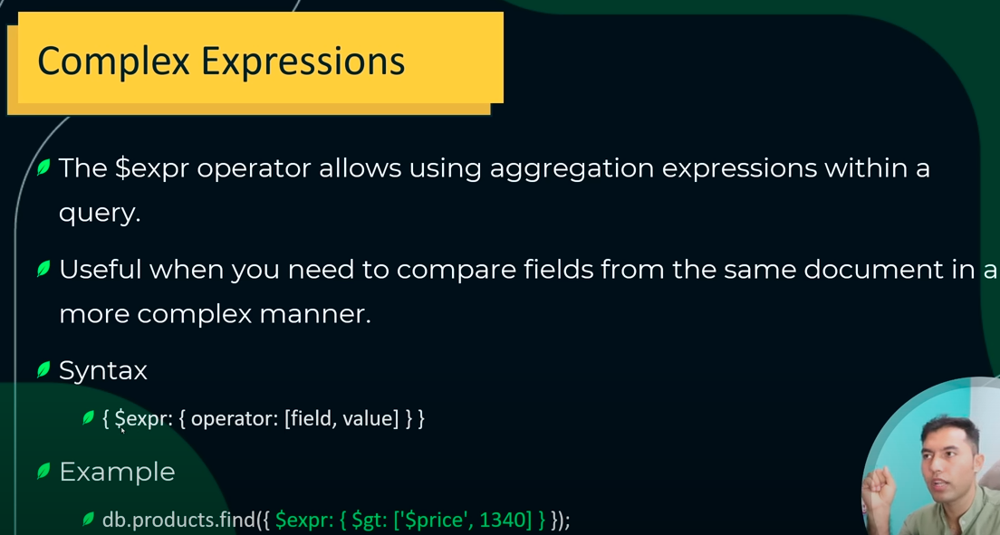 Complex Expressions
The $expr operator allows using aggregation expressions within a
query.
Useful when you need to compare fields from the same document in a
more complex manner.
Syntax
{ $expr: { operator: [field, value] } }
Example
db.products.find({ $expr: { $gt: ['$price', 1340] } });